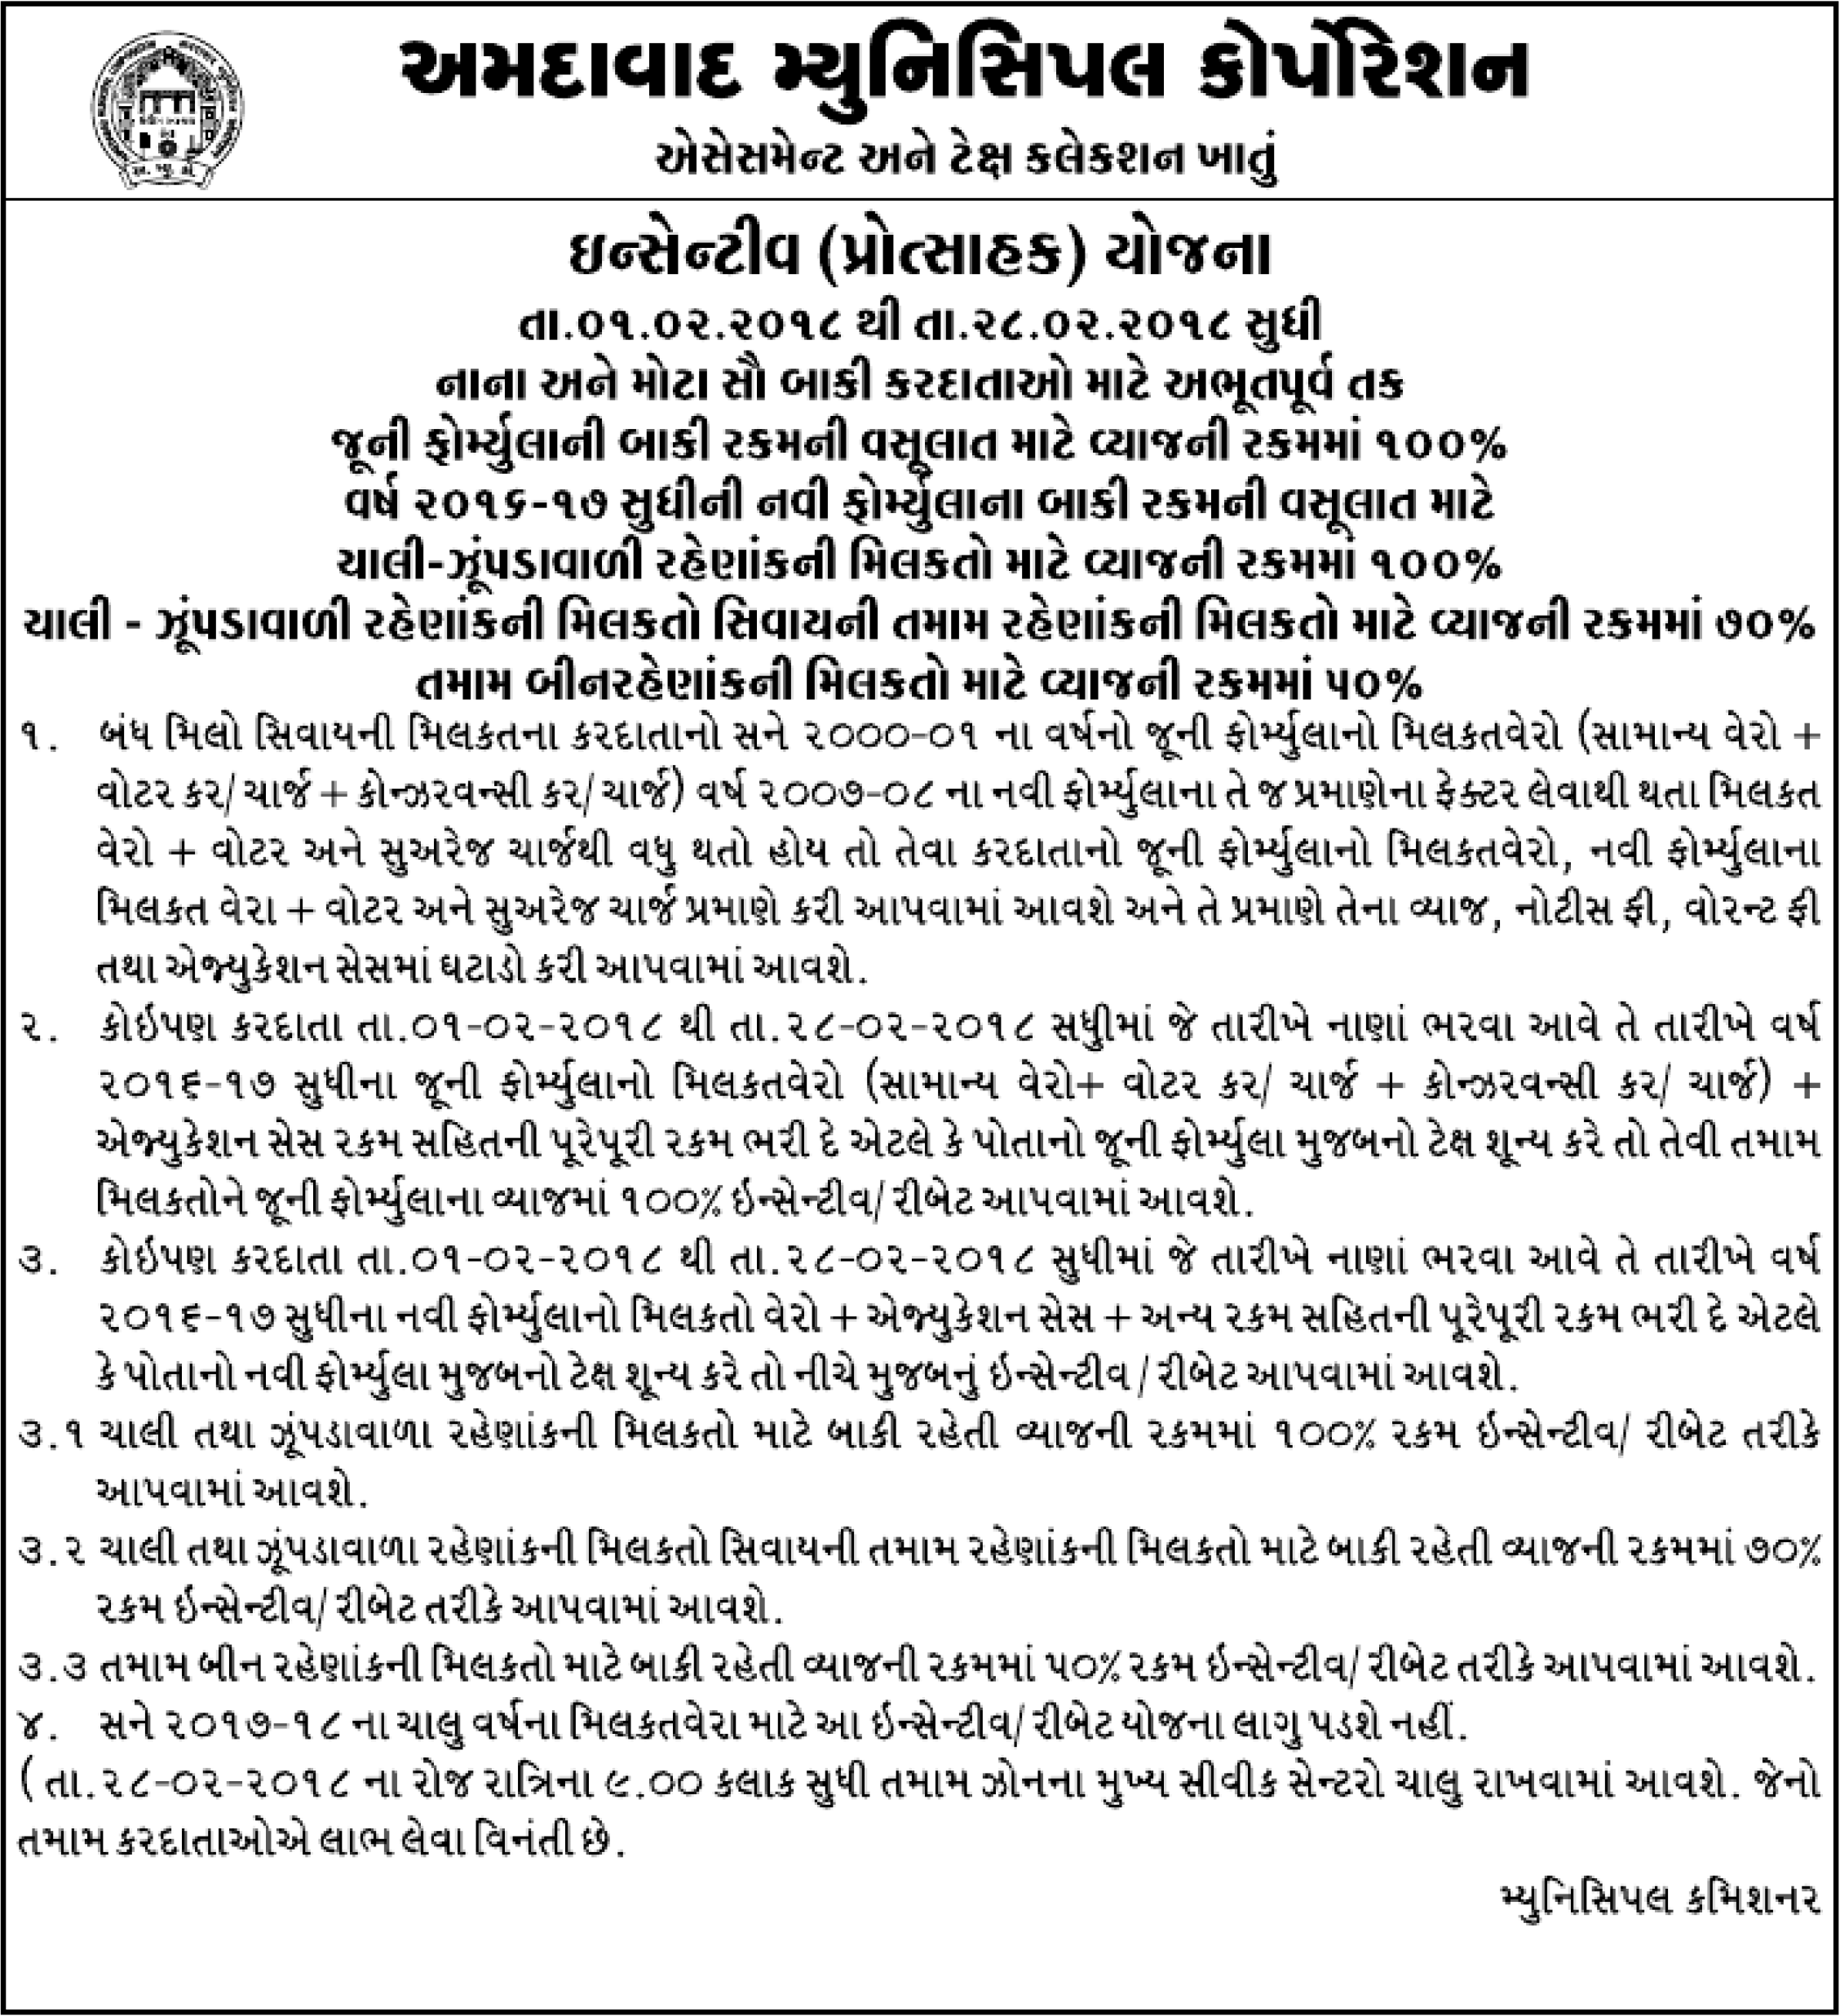 અમદાવાદ મ્યુનિસિપલ કોર્પોરેશન
એસેસમેન્ટ અને ટેક્ષ કલેકશન ખાતું
ઇન્સેન્ટીવ (પ્રોત્સાહક) યોજના
તા.૦૧.૦૨.૨૦૧૮ થી તા.૨૮.૦૨.૨૦૧૮ સુધી
નાના અને મોટા સૌ બાકી કરદાતાઓ માટે અભૂતપૂર્વ તક
જૂની ફોર્મ્યુલાની બાકી રકમની વસૂલાત માટે વ્યાજની રકમમાં ૧૦૦%
વર્ષ ૨૦૧૬-૧૭ સુધીની નવી ફોર્મ્યુલાના બાકી રકમની વસૂલાત માટે
ચાલી-ઝૂંપડાવાળી રહેણાંકની મિલકતો માટે વ્યાજની રકમમાં ૧૦૦%
ચાલી - ઝૂંપડાવાળી રહેણાંકની મિલકતો સિવાયની તમામ રહેણાંકની મિલકતો માટે વ્યાજની રકમમાં ૭૦%
તમામ બીનરહેણાંકની મિલકતો માટે વ્યાજની રકમમાં ૫૦%
૧. બંધ મિલો સિવાયની મિલકતના કરદાતાનો સને ૨૦૦૦-૦૧ ના વર્ષનો જૂની ફોર્મ્યુલાનો મિલકતવેરો (સામાન્ય વેરો +
વોટર કર/ ચાર્જ + કોન્ઝરવન્સી કર/ ચાર્જ) વર્ષ ૨૦૦૭-૦૮ ના નવી ફોર્મ્યુલાના તે જ પ્રમાણેના ફેક્ટર લેવાથી થતા મિલકત
વેરો + વોટર અને સુઅરેજ ચાર્જથી વધુ થતો હોય તો તેવા કરદાતાનો જૂની ફોર્મ્યુલાનો મિલકતવેરો, નવી ફોર્મ્યુલાના
મિલકત વેરા + વોટર અને સુઅરેજ ચાર્જ પ્રમાણે કરી આપવામાં આવશે અને તે પ્રમાણે તેના વ્યાજ, નોટીસ ફી, વોરન્ટ ફી
તથા એજ્યુકેશન સેસમાં ઘટાડો કરી આપવામાં આવશે.
૨. કોઇપણ કરદાતા તા.૦૧-૦૨-૨૦૧૮ થી તા.૨૮-૦૨-૨૦૧૮ સધુીમાં જે તારીખે નાણાં ભરવા આવે તે તારીખે વર્ષ
૨૦૧૬-૧૭ સુધીના જૂની ફોર્મ્યુલાનો મિલકતવેરો (સામાન્ય વેરો+ વોટર કર/ ચાર્જ + કોન્ઝરવન્સી કર/ ચાર્જ) +
એજ્યુકેશન સેસ રકમ સહિતની પૂરેપૂરી રકમ ભરી દે એટલે કે પોતાનો જૂની ફોર્મ્યુલા મુજબનો ટેક્ષ શૂન્ય કરે તો તેવી તમામ
મિલકતોને જૂની ફોર્મ્યુલાના વ્યાજમાં ૧૦૦% ઇન્સેન્ટીવ/ રીબેટ આપવામાં આવશે.
૩. કોઇપણ કરદાતા તા.૦૧-૦૨-૨૦૧૮ થી તા.૨૮-૦૨-૨૦૧૮ સુધીમાં જે તારીખે નાણાં ભરવા આવે તે તારીખે વર્ષ
૨૦૧૬-૧૭ સુધીના નવી ફોર્મ્યુલાનો મિલકતો વેરો + એજ્યુકેશન સેસ + અન્ય રકમ સહિતની પૂરેપૂરી રકમ ભરી દે એટલે
કે પોતાનો નવી ફોર્મ્યુલા મુજબનો ટેક્ષ શૂન્ય કરે તો નીચે મુજબનું ઇન્સેન્ટીવ / રીબેટ આપવામાં આવશે.
૩.૧ ચાલી તથા ઝૂંપડાવાળા રહેણાંકની મિલકતો માટે બાકી રહેતી વ્યાજની રકમમાં ૧૦૦% રકમ ઇન્સેન્ટીવ/ રીબેટ તરીકે
આપવામાં આવશે.
૩.૨ ચાલી તથા ઝૂંપડાવાળા રહેણાંકની મિલકતો સિવાયની તમામ રહેણાંકની મિલકતો માટે બાકી રહેતી વ્યાજની રકમમાં ૭૦%
રકમ ઇન્સેન્ટીવ/ રીબેટ તરીકે આપવામાં આવશે.
૩.૩ તમામ બીન રહેણાંકની મિલકતો માટે બાકી રહેતી વ્યાજની રકમમાં ૫૦% રકમ ઇન્સેન્ટીવ/ રીબેટ તરીકે આપવામાં આવશે.
૪. સને ૨૦૧૭-૧૮ ના ચાલુ વર્ષના મિલકતવેરા માટે આ ઇન્સેન્ટીવ/ રીબેટ યોજના લાગુ પડશે નહીં.
( તા.૨૮-૦૨-૨૦૧૮ ના રોજ રાત્રિના ૯.૦૦ કલાક સુધી તમામ ઝોનના મુખ્ય સીવીક સેન્ટરો ચાલુ રાખવામાં આવશે. જેનો
તમામ કરદાતાઓએ લાભ લેવા વિનંતી છે.
મ્યુનિસિપલ કમિશનર